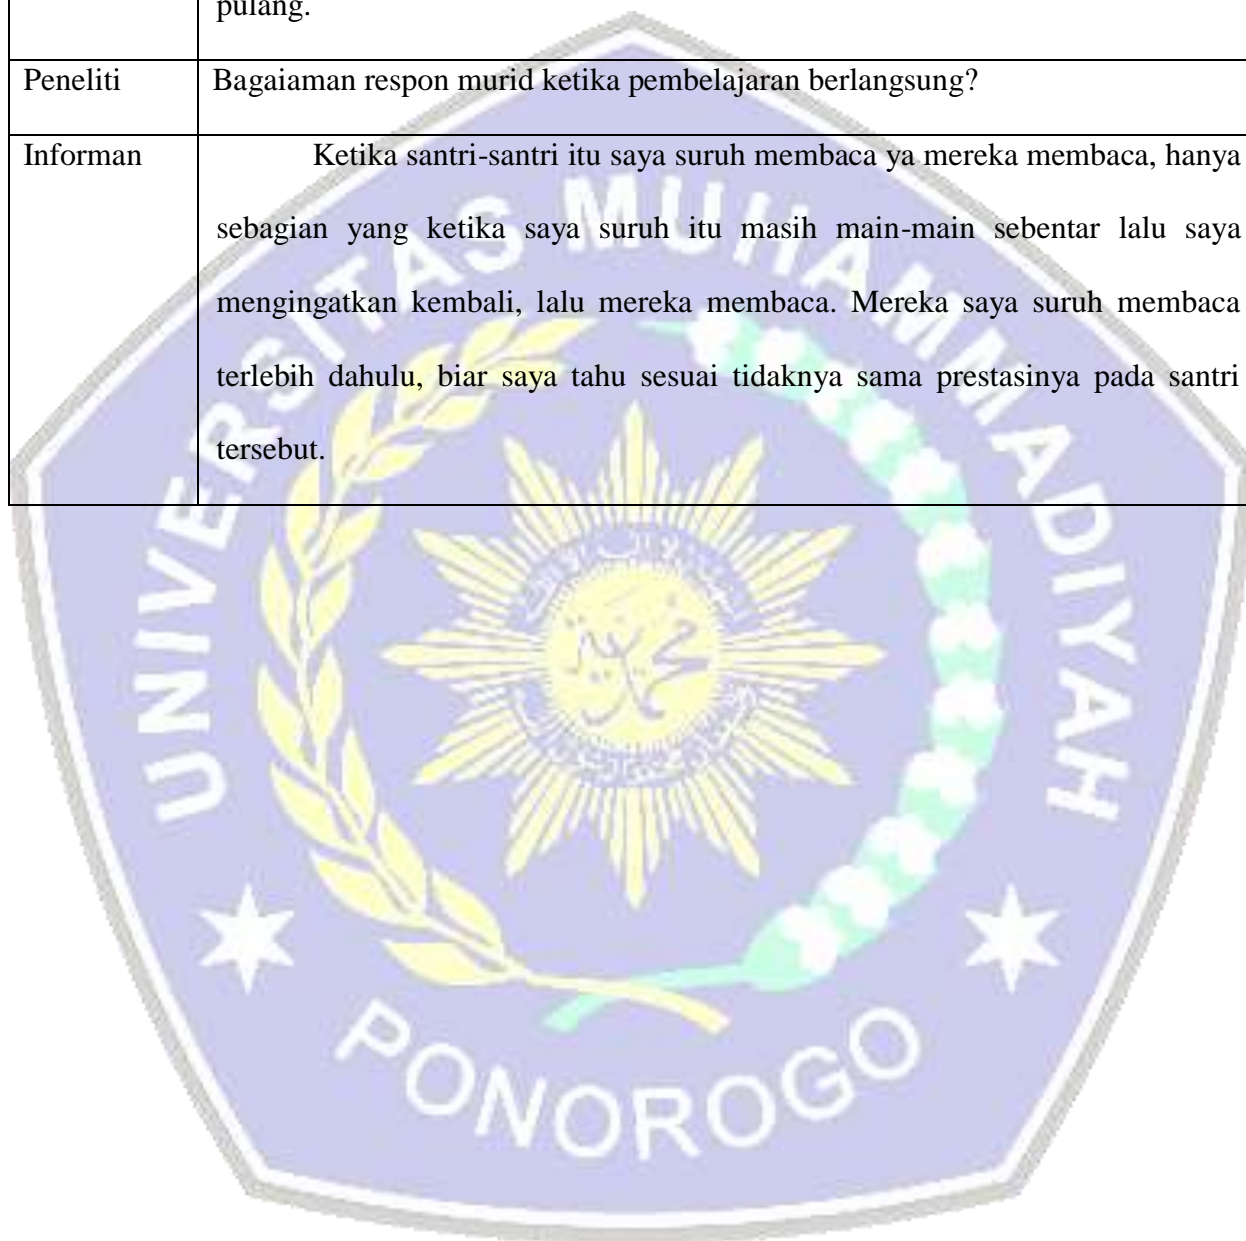 pulang.
Peneliti Bagaiaman respon murid ketika pembelajaran berlangsung?
Informan Ketika santri-santri itu saya suruh membaca ya mereka membaca, hanya
sebagian yang ketika saya suruh itu masih main-main sebentar lalu saya
mengingatkan kembali, lalu mereka membaca. Mereka saya suruh membaca
terlebih dahulu, biar saya tahu sesuai tidaknya sama prestasinya pada santri
tersebut.
UNIVERSITAS MUHAMMADIYAH
PONOROGO